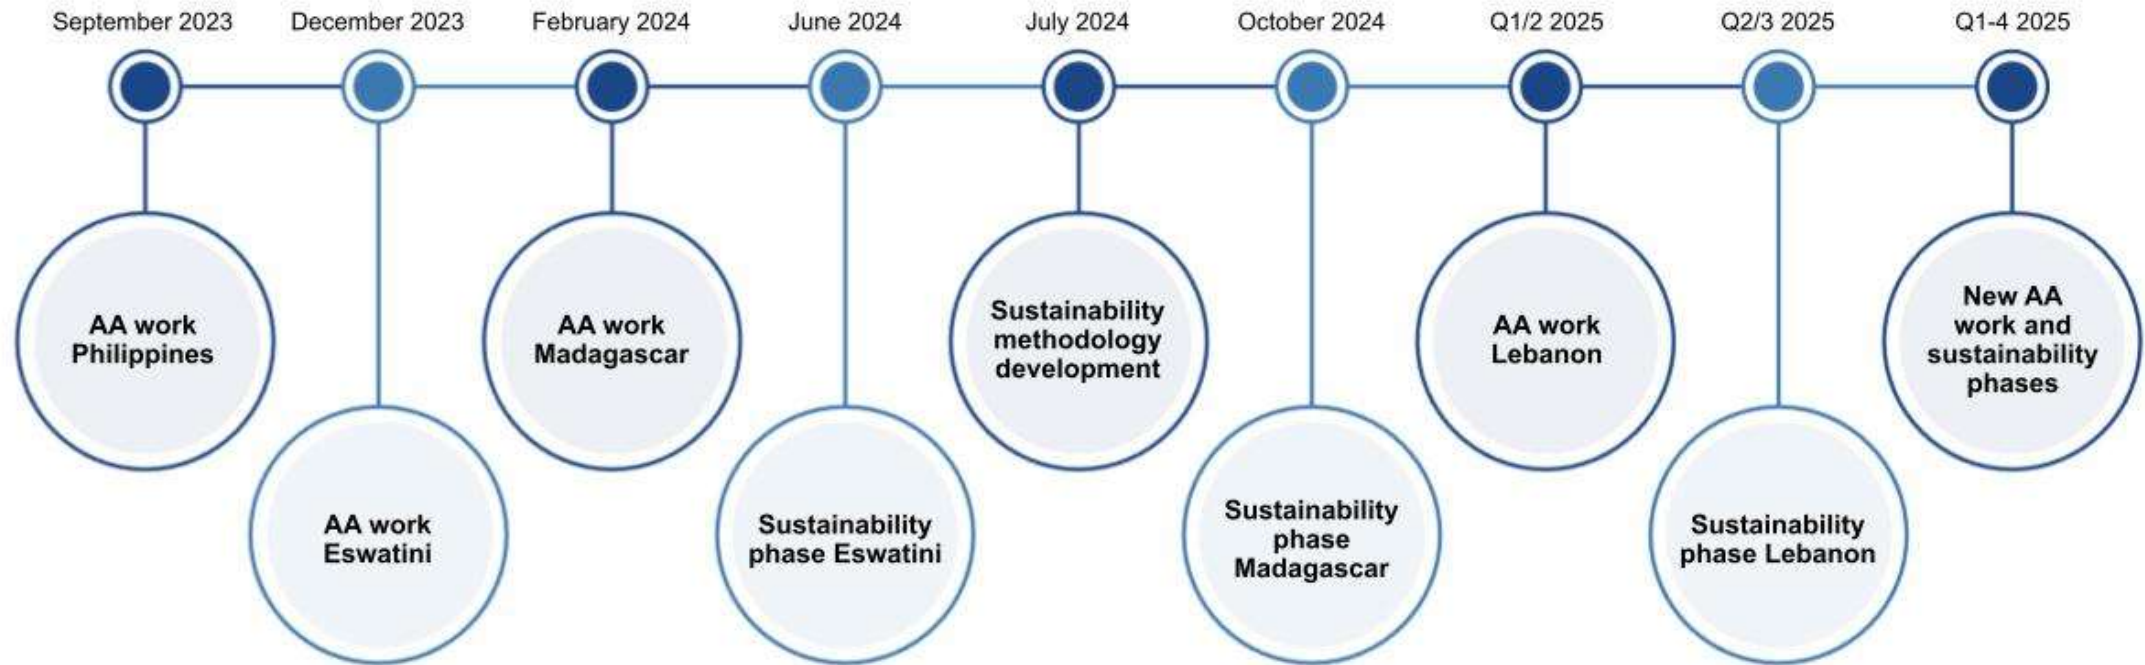 September 2023
December 2023
February 2024
June 2024
July 2024
October 2024
Q1/2 2025
Q2/3 2025
Q1-4 2025
AA work
Philippines
AA work
Eswatini
AA work
Madagascar
Sustainability
phase Eswatini
Sustainability
methodology
development
Sustainability
phase
Madagascar
AA work
Lebanon
Sustainability
phase Lebanon
New AA
work and
sustainability
phases